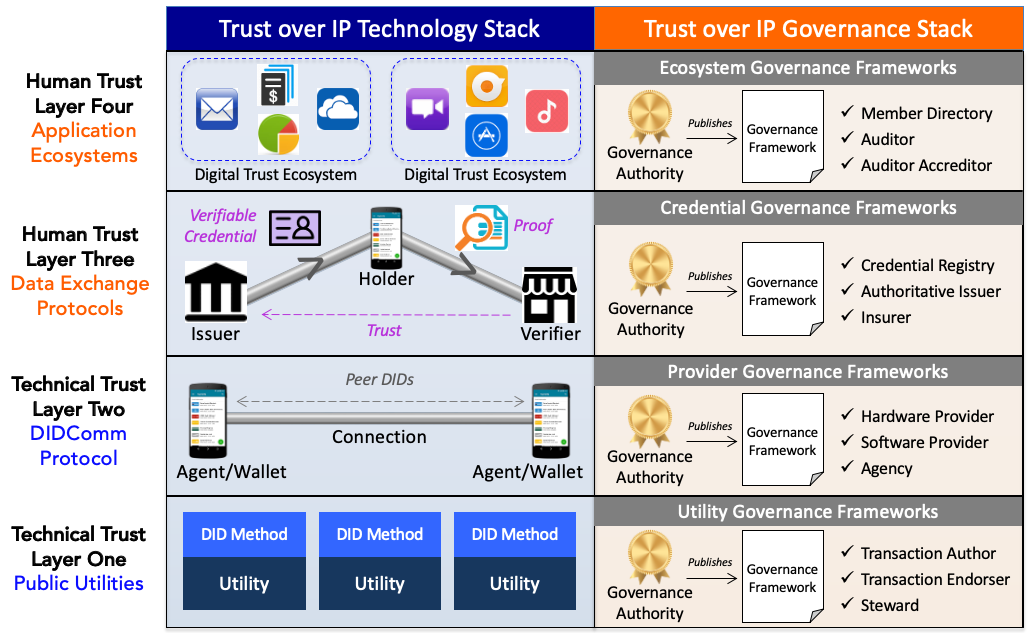 Trust over IP Technology Stack
Trust over IP Governance Stack
Human Trust
Layer Four
Application
Ecosystems
$
Digital Trust Ecosystem
Digital Trust Ecosystem
Ecosystem Governance Frameworks
Governance
Authority
Publishes
Governance
Framework
✓ Member Directory
✓ Auditor
✓ Auditor Accreditor
Human Trust
Layer Three
Data Exchange
Protocols
Verifiable
Credential
Holder
Proof
Issuer
Trust
Verifier
Credential Governance Frameworks
Governance
Authority
Publishes
Governance
Framework
✓ Credential Registry
✓ Authoritative Issuer
✓ Insurer
Technical Trust
Layer Two
DIDComm
Protocol
Peer DIDs
Connection
Agent/Wallet
Agent/Wallet
Provider Governance Frameworks
Governance
Authority
Publishes
Governance
Framework
✓ Hardware Provider
✓ Software Provider
✓ Agency
Technical Trust
Layer One
Public Utilities
DID Method
Utility
DID Method
Utility
DID Method
Utility
Utility Governance Frameworks
Governance
Authority
Publishes
Governance
Framework
✓ Transaction Author
✓ Transaction Endorser
✓ Steward